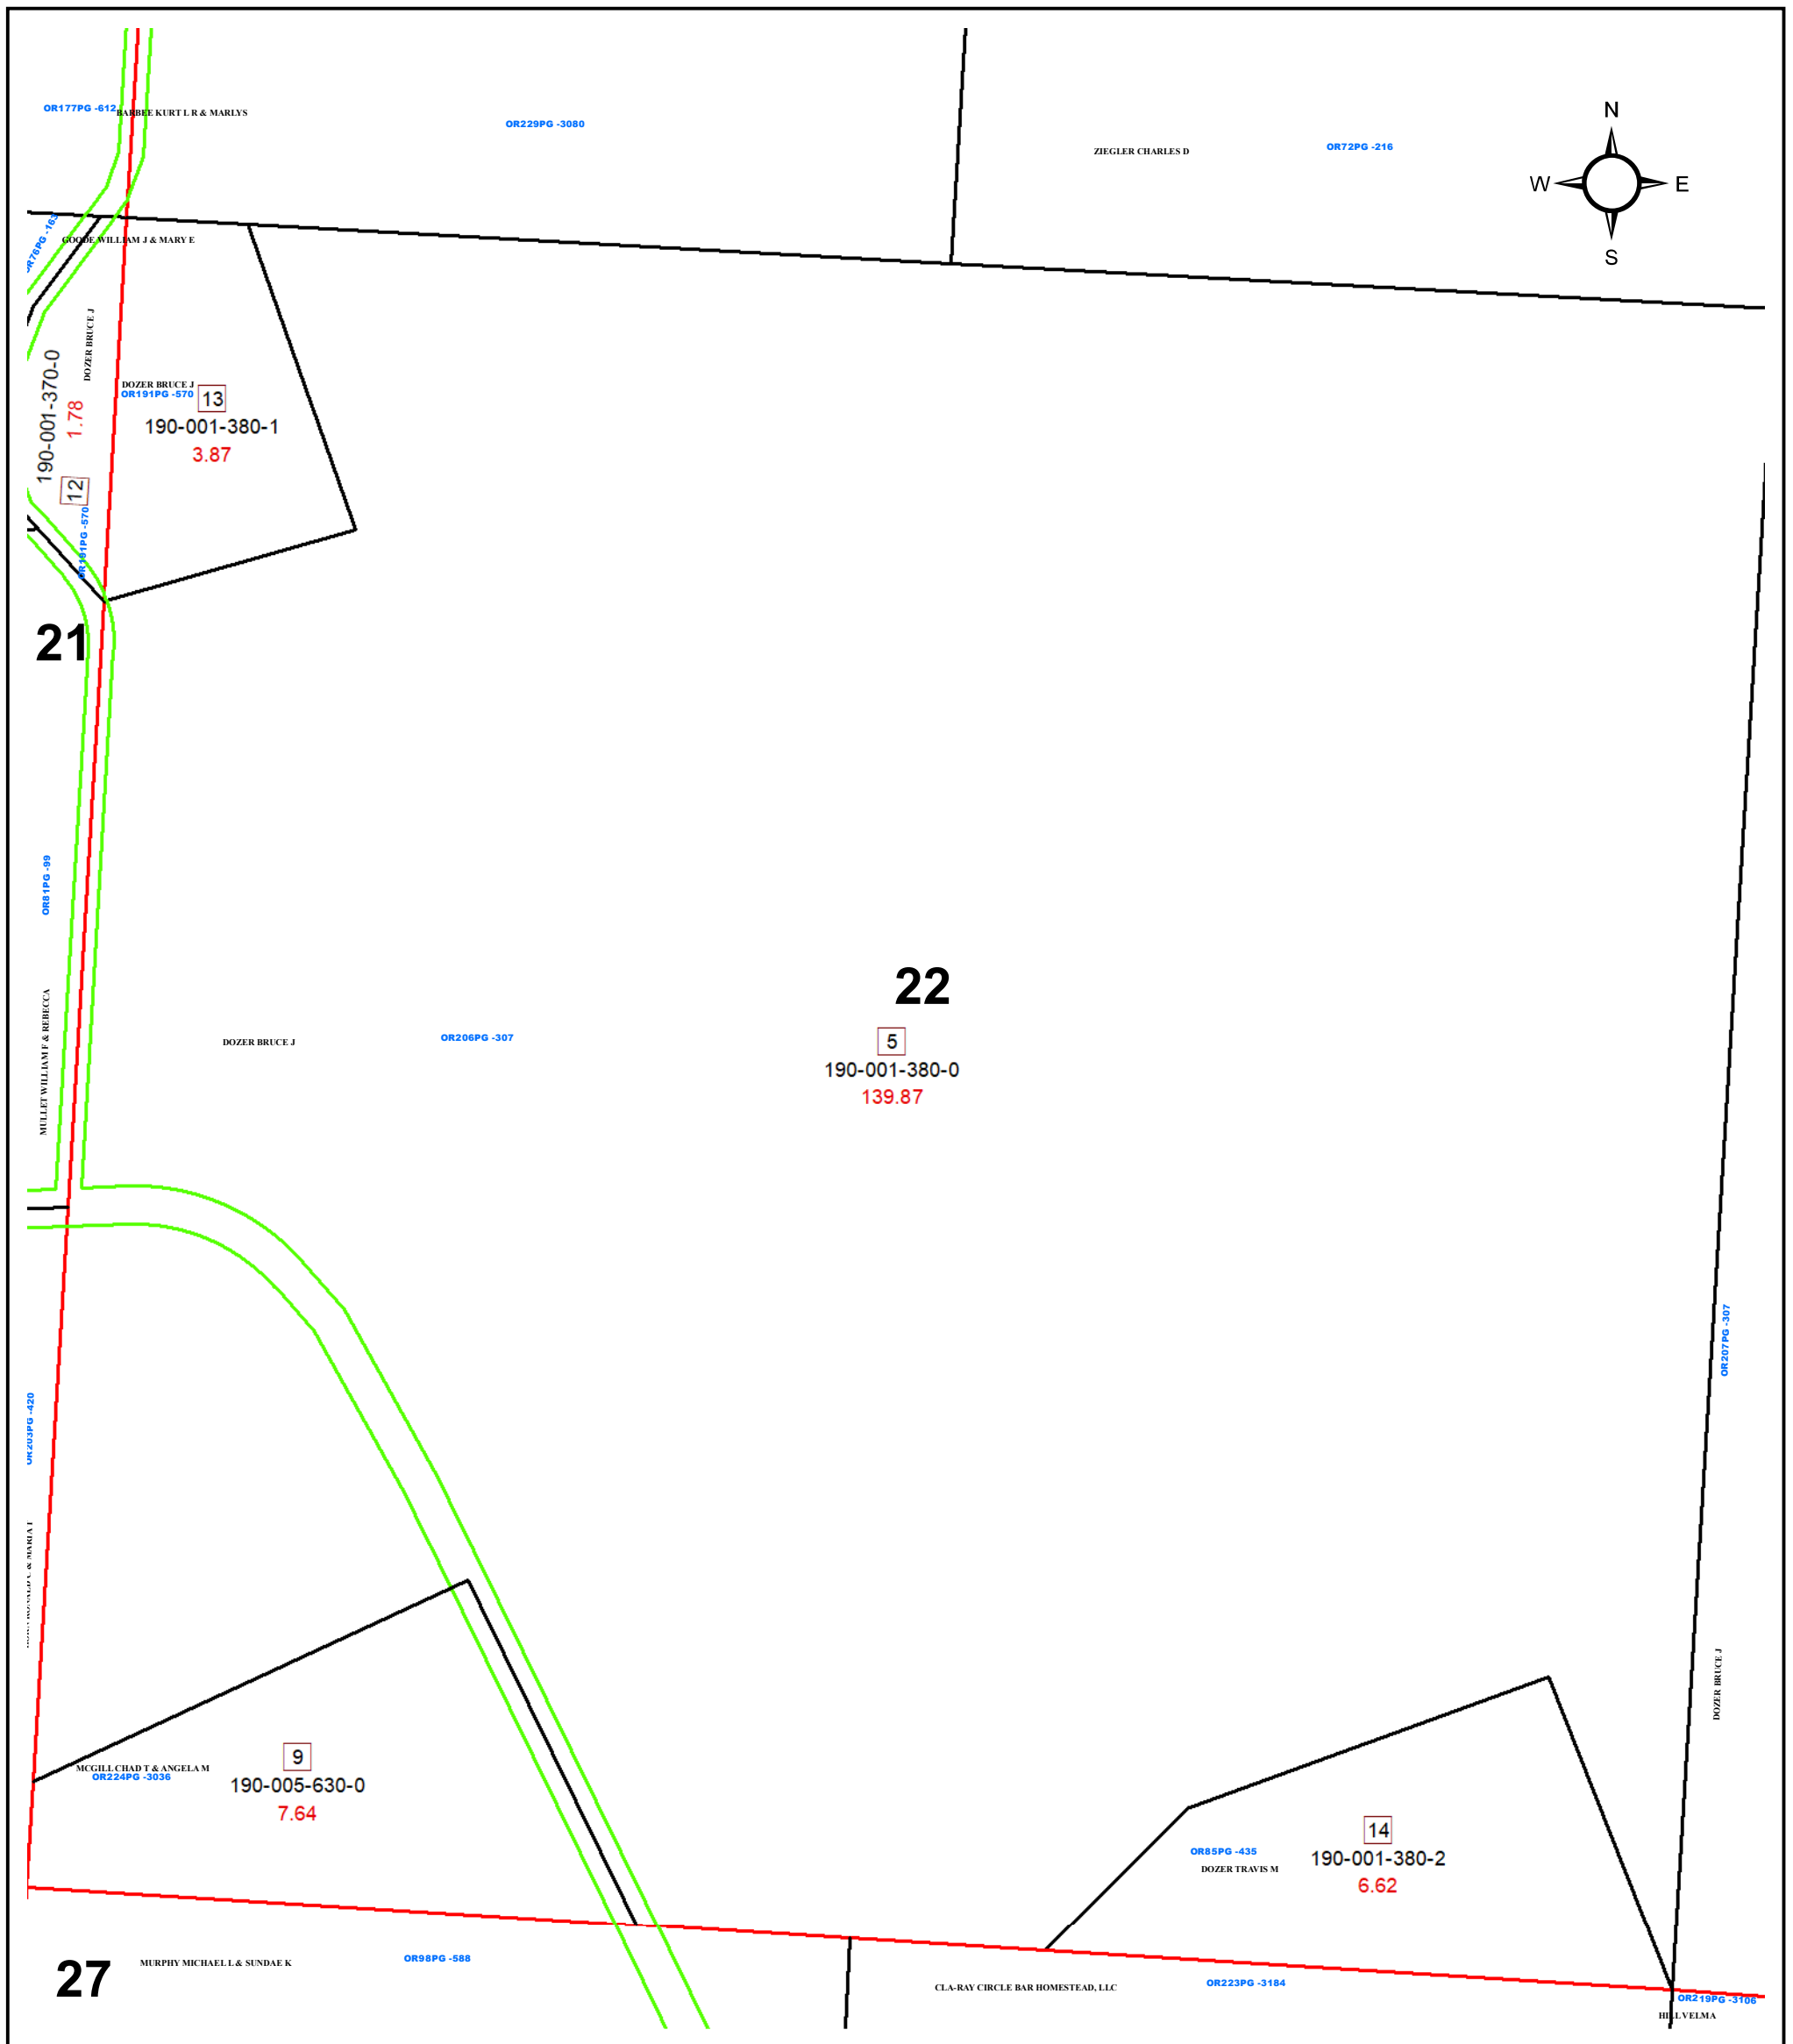 OR177PG -612
BARBEE KURT L R & MARLYS
OR229PG -3080
ZIEGLER CHARLES D
OR72PG -216
N
W
E
S
OR76PG -163
GOODE WILLIAM J & MARY E
DOZER BRUCE J
190-001-370-0
1.78
12
OR191PG -570
DOZER BRUCE J
OR191PG -570
13
190-001-380-1
3.87
21
OR81PG -99
MULLET WILLIAM F & REBECCA
22
DOZER BRUCE J
OR206PG -307
5
190-001-380-0
139.87
OR207PG -307
OR203PG -420
DOZER BRUCE J
MCGILL CHAD T & ANGELA M
OR224PG -3036
9
190-005-630-0
7.64
14
OR85PG -435
190-001-380-2
DOZER TRAVIS M
6.62
27
MURPHY MICHAEL L & SUNDAE K
OR98PG -588
CLA-RAY CIRCLE BAR HOMESTEAD, LLC
OR223PG -3184
OR219PG -3106
HILL VELMA